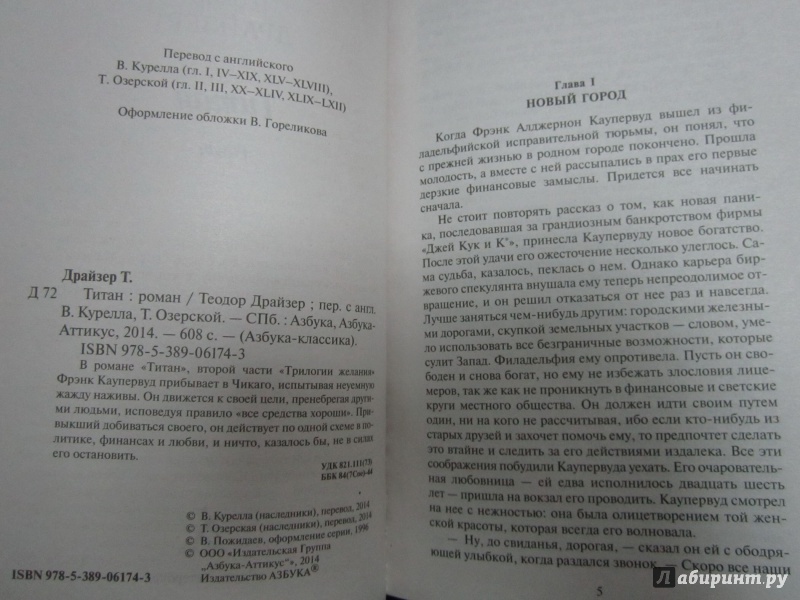 Перевод с английского
В. Курелла (гл. I, IV–XIX, XLV–XLVIII),
Т. Озерской (гл. II, III, XX–XLIV, XLIX–LXII)
Оформление обложки В. Гореликова
Драйзер Т.
Д 72 Титан : роман / Теодор Драйзер ; пер. с англ.
В. Курелла, Т. Озерской. — СПб. : Азбука, Азбука-
Аттикус, 2014. — 608 с. — (Азбука-классика).
ISBN 978-5-389-06174-3
В романе «Титан», второй части «Трилогии желания»
Фрэнк Каупервуд прибывает в Чикаго, испытывая неуемную
жажду наживы. Он движется к своей цели, пренебрегая други-
ми людьми, исповедуя правило «все средства хороши». При-
выкший добиваться своего, он действует по одной схеме в по-
литике, финансах и любви, и ничто, казалось бы, не в силах
его остановить.
УДК 821.111(73)
ББК 84(7Сое)-44
© В. Курелла (наследники), перевод, 2014
© Т. Озерская (наследники), перевод, 2014
© В. Пожидаев, оформление серии, 1996
© ООО «Издательская Группа
„Азбука-Аттикус“, 2014
Издательство АЗБУКА®
ISBN 978-5-389-06174-3
Глава I
НОВЫЙ ГОРОД
Когда Фрэнк Алджернон Каупервуд вышел из фи-
ладельфийской исправительной тюрьмы, он понял, что
с прежней жизнью в родном городе покончено. Прошла
молодость, а вместе с ней рассыпались в прах его первые
дерзкие финансовые замыслы. Придется все начинать
сначала.
Не стоит повторять рассказ о том, как новая пани-
ка, последовавшая за грандиозным банкротством фирмы
«Джей Кук и К°», принесла Каупервуду новое богатство.
После этой удачи его ожесточение несколько улеглось. Са-
ма судьба, казалось, пеклась о нем. Однако карьера бир-
жевого спекулянта внушала ему теперь непреодолимое от-
вращение, и он решил отказаться от нее раз и навсегда.
Лучше заняться чем-нибудь другим: городскими железны-
ми дорогами, скупкой земельных участков — словом, уме-
ло использовать все безграничные возможности, которые
сулит Запад. Филадельфия ему опротивела. Пусть он сво-
боден и снова богат, но ему не избежать злословия лице-
меров, так же как не проникнуть в финансовые и светские
круги местного общества. Он должен идти своим путем
один, ни на кого не рассчитывая, ибо если кто-нибудь из
старых друзей и захочет помочь ему, то предпочтет сделать
это втайне и следить за его действиями издалека. Все эти
соображения побудили Каупервуда уехать. Его очарователь-
ная любовница — ей едва исполнилось двадцать шесть
лет — пришла на вокзал его проводить. Каупервуд смотрел
на нее с нежностью: она была олицетворением той жен-
ской красоты, которая всегда его волновала.
— Ну, до свиданья, дорогая, — сказал он ей с ободря-
ющей улыбкой, когда раздался звонок. — Скоро все наши
5
Лабиринт.ру